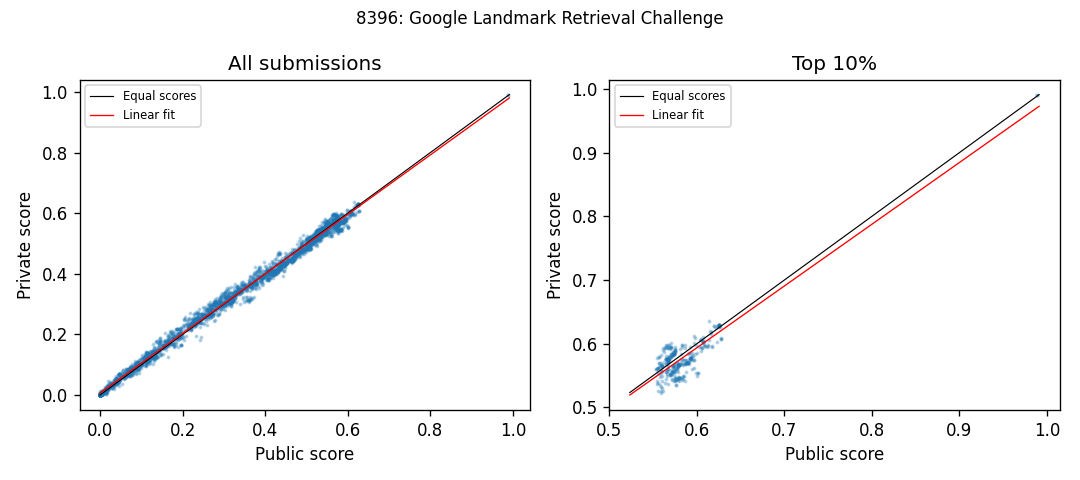 8396: Google Landmark Retrieval Challenge
All submissions
Equal scores
Linear fit
1.0
0.8
0.6
0.4
0.2
0.0
Private score
0.0 0.2 0.4 0.6 0.8 1.0
Public score
Top 10%
Equal scores
Linear fit
1.0
0.9
0.8
0.7
0.6
0.5
Private score
0.5 0.6 0.7 0.8 0.9 1.0
Public score